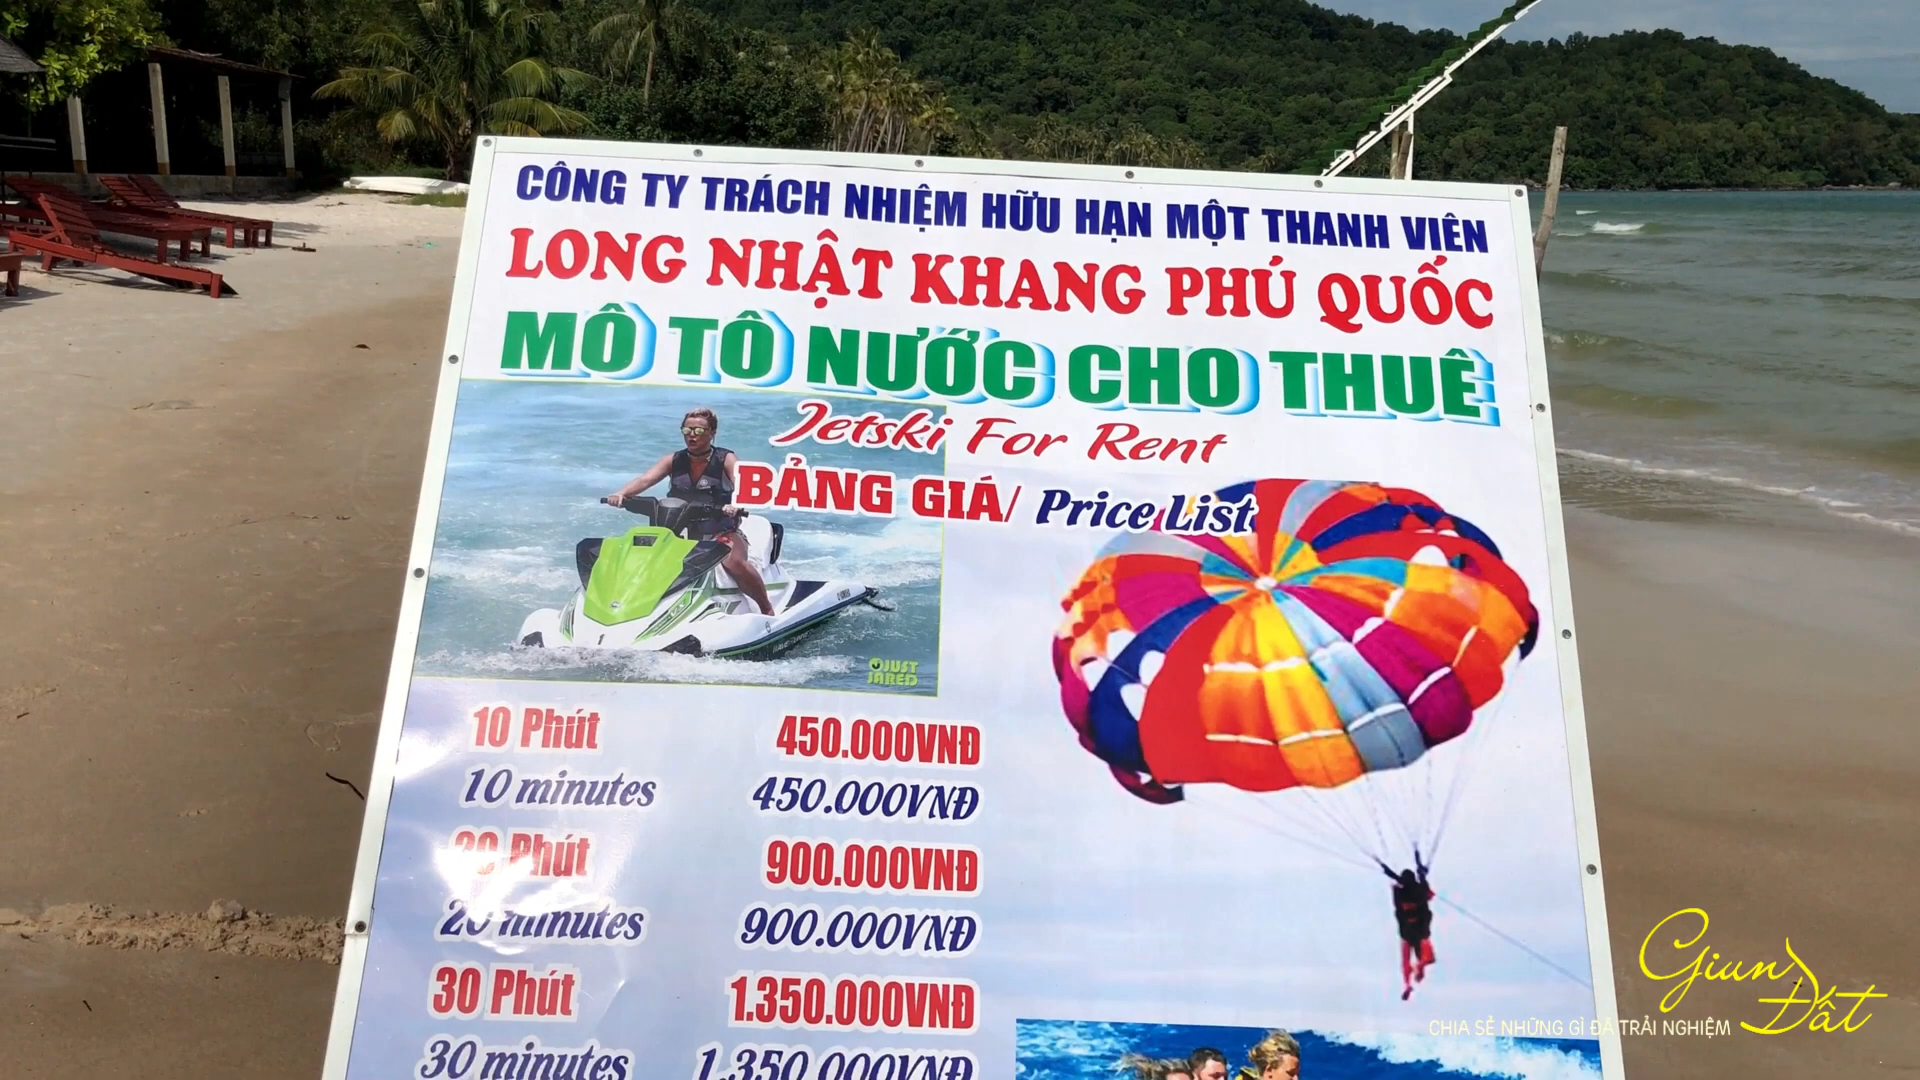 CÔNG TY TRÁCH NHIỆM HỮU HẠN MỘT THANH VIÊN
LONG NHẬT KHANG PHÚ QUỐC
MÔ TÔ NƯỚC CHO THUÊ
Jetski For Rent
BẢNG GIÁ/ Price List
JUST
JARED
10 Phút 450.000VNĐ
10 minutes 450.000VNĐ
20 Phút 900.000VNĐ
20 minutes 900.000VNĐ
30 Phút 1.350.000VNĐ
30 minutes 1.350.000VNĐ
Giun Đất
CHIA SẺ NHỮNG GÌ ĐÃ TRẢI NGHIỆM